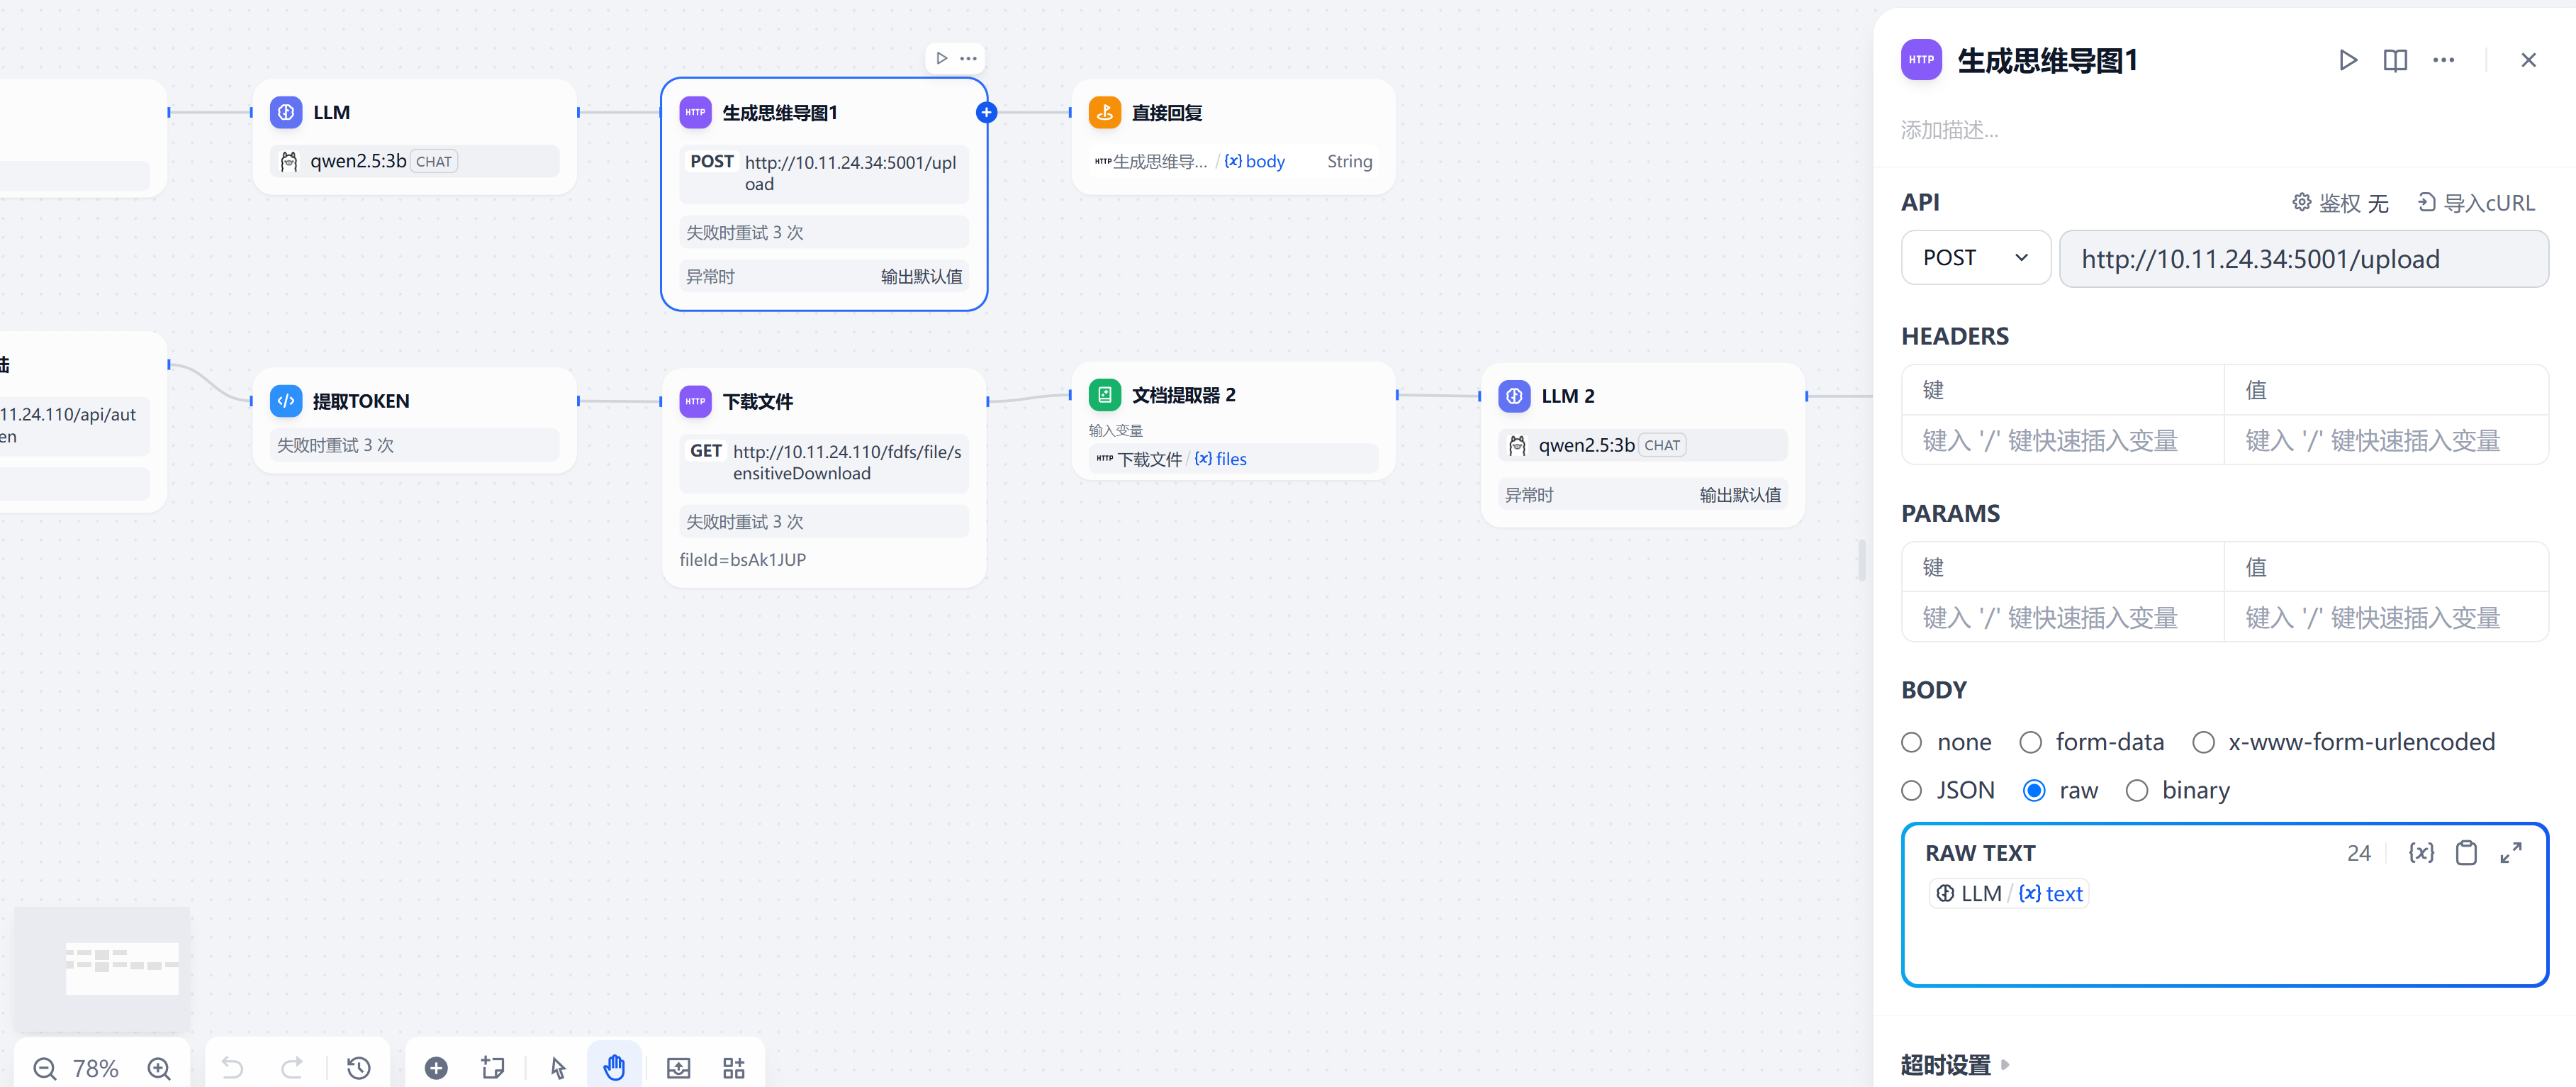 LLM
qwen2.5:3b CHAT
HTTP 生成思维导图1
POST http://10.11.24.34:5001/upl
oad
失败时重试 3 次
异常时 输出默认值
直接回复
HTTP 生成思维导... / {x} body String
陆
11.24.110/api/aut
en
提取TOKEN
失败时重试 3 次
HTTP 下载文件
GET http://10.11.24.110/fdfs/file/s
ensitiveDownload
失败时重试 3 次
fileId=bsAk1JUP
文档提取器 2
输入变量
HTTP 下载文件 / {x} files
LLM 2
qwen2.5:3b CHAT
异常时 输出默认值
78%
HTTP 生成思维导图1
添加描述...
API 鉴权 无 导入cURL
POST http://10.11.24.34:5001/upload
HEADERS
键 值
键入 '/' 键快速插入变量 键入 '/' 键快速插入变量
PARAMS
键 值
键入 '/' 键快速插入变量 键入 '/' 键快速插入变量
BODY
none form-data x-www-form-urlencoded
JSON raw binary
RAW TEXT 24 {x}
LLM / {x} text
超时设置